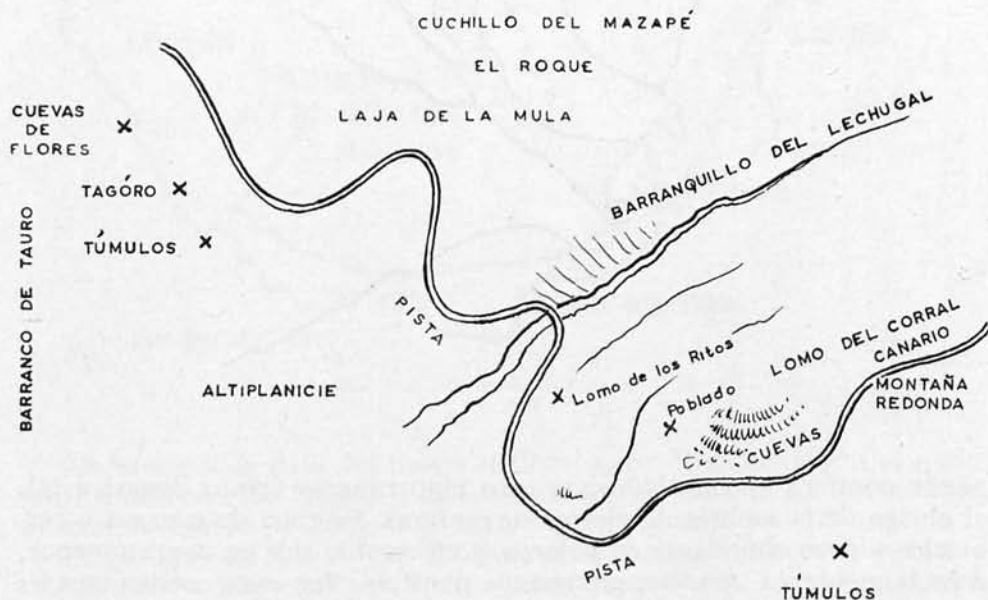 CUCHILLO DEL MAZAPÉ
EL ROQUE
LAJA DE LA MULA
CUEVAS
DE
FLORES
TAGÓRO
TÚMULOS
BARRANCO DE TAURO
BARRANQUILLO DEL LECHUGAL
PISTA
ALTIPLANICIE
Lomo de los Ritos
Poblado
LOMO DEL CORRAL
CANARIO
MONTAÑA
REDONDA
CUEVAS
PISTA
TÚMULOS